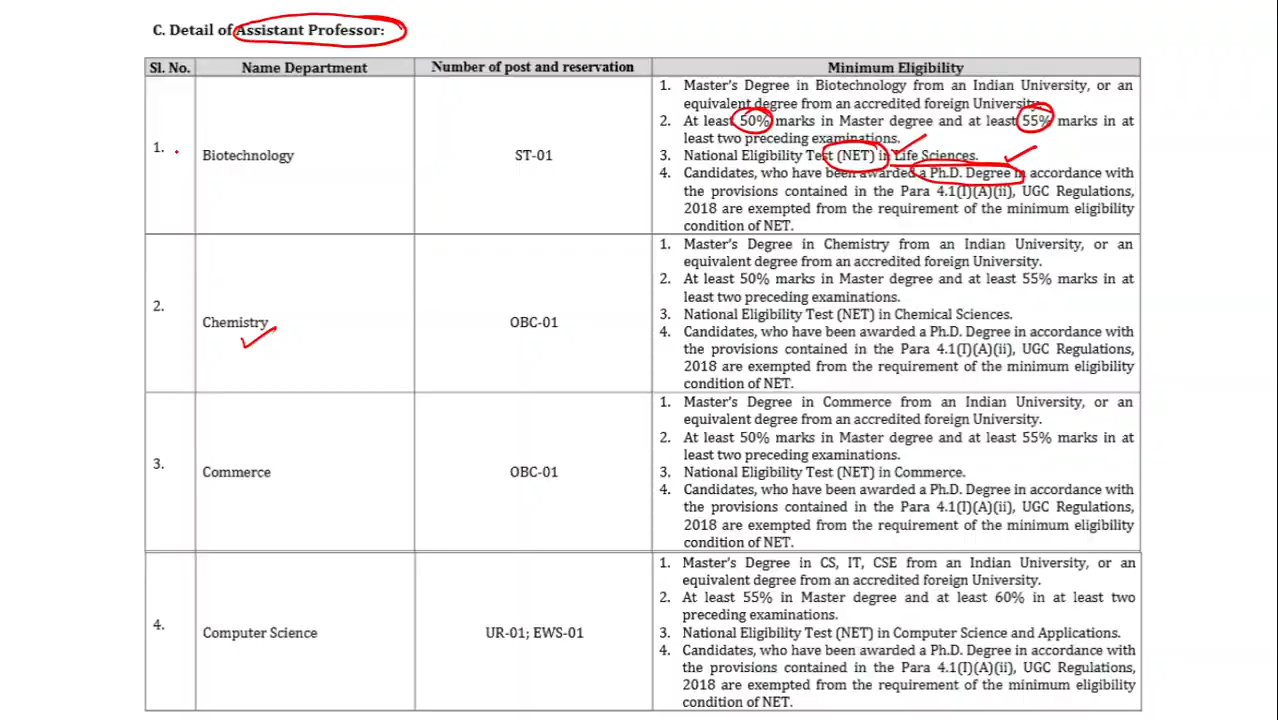 C. Detail of Assistant Professor:
Sl. No.
Name Department
Number of post and reservation
Minimum Eligibility
1.
Biotechnology
ST-01
1. Master's Degree in Biotechnology from an Indian University, or an
equivalent degree from an accredited foreign University.
2. At least 50% marks in Master degree and at least 55% marks in at
least two preceding examinations.
3. National Eligibility Test (NET) in Life Sciences.
4. Candidates, who have been awarded a Ph.D. Degree in accordance with
the provisions contained in the Para 4.1(I)(A)(ii), UGC Regulations,
2018 are exempted from the requirement of the minimum eligibility
condition of NET.
2.
Chemistry
OBC-01
1. Master's Degree in Chemistry from an Indian University, or an
equivalent degree from an accredited foreign University.
2. At least 50% marks in Master degree and at least 55% marks in at
least two preceding examinations.
3. National Eligibility Test (NET) in Chemical Sciences.
4. Candidates, who have been awarded a Ph.D. Degree in accordance with
the provisions contained in the Para 4.1(I)(A)(ii), UGC Regulations,
2018 are exempted from the requirement of the minimum eligibility
condition of NET.
3.
Commerce
OBC-01
1. Master's Degree in Commerce from an Indian University, or an
equivalent degree from an accredited foreign University.
2. At least 50% marks in Master degree and at least 55% marks in at
least two preceding examinations.
3. National Eligibility Test (NET) in Commerce.
4. Candidates, who have been awarded a Ph.D. Degree in accordance with
the provisions contained in the Para 4.1(I)(A)(ii), UGC Regulations,
2018 are exempted from the requirement of the minimum eligibility
condition of NET.
4.
Computer Science
UR-01; EWS-01
1. Master's Degree in CS, IT, CSE from an Indian University, or an
equivalent degree from an accredited foreign University.
2. At least 55% in Master degree and at least 60% in at least two
preceding examinations.
3. National Eligibility Test (NET) in Computer Science and Applications.
4. Candidates, who have been awarded a Ph.D. Degree in accordance with
the provisions contained in the Para 4.1(I)(A)(ii), UGC Regulations,
2018 are exempted from the requirement of the minimum eligibility
condition of NET.